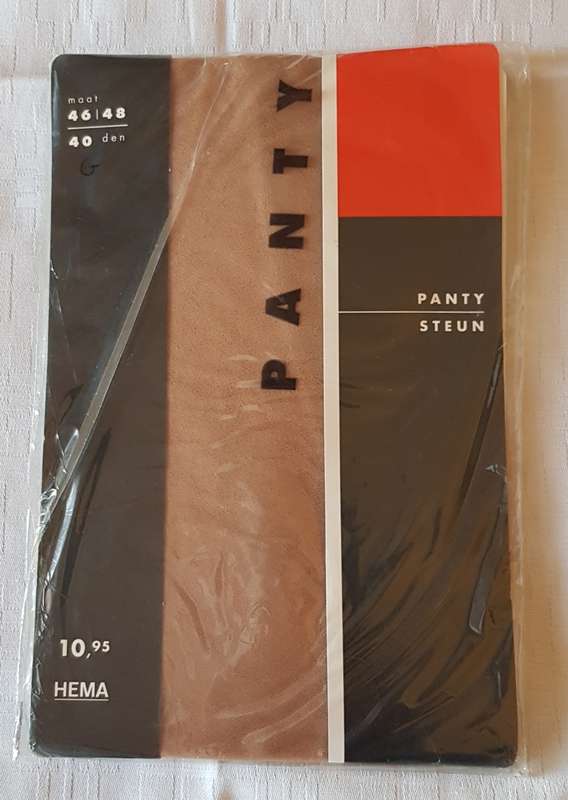 maat
46|48
40 den
G
PANTY
PANTY
STEUN
10,95
HEMA